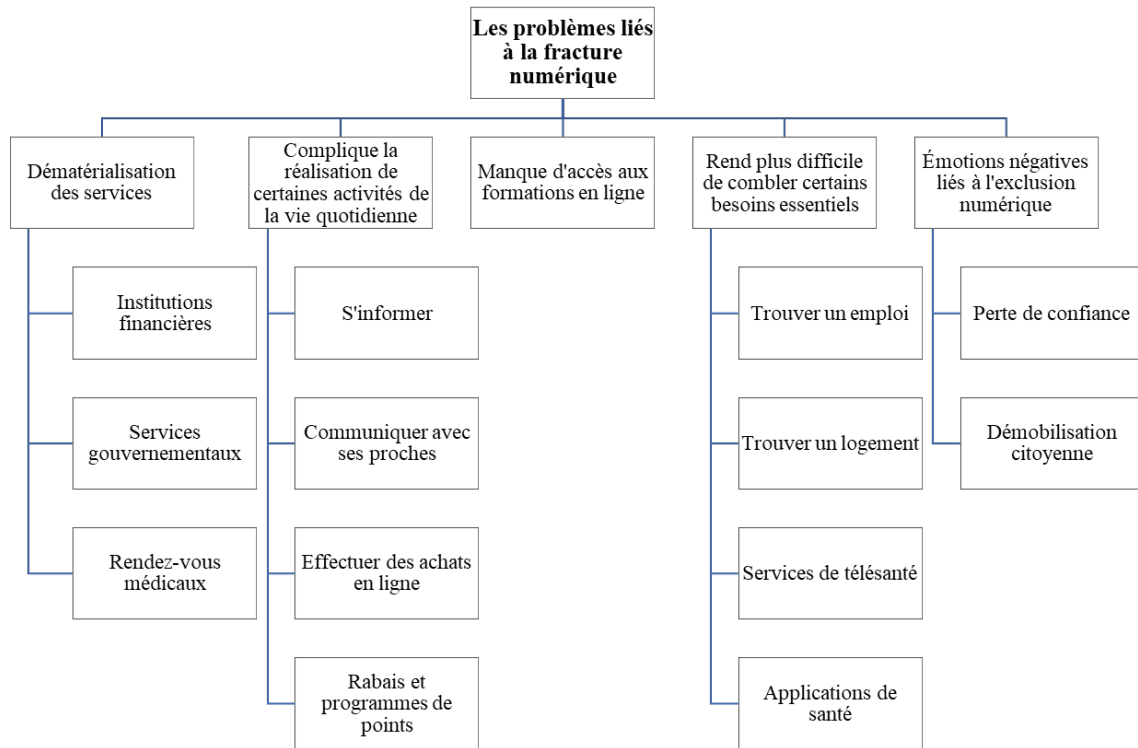 Les problèmes liés
à la fracture
numérique
Dématérialisation
des services
Complique la
réalisation de
certaines activités de
la vie quotidienne
Manque d'accès aux
formations en ligne
Rend plus difficile
de combler certains
besoins essentiels
Émotions négatives
liés à l'exclusion
numérique
Institutions
financières
S'informer
Trouver un emploi
Perte de confiance
Services
gouvernementaux
Communiquer avec
ses proches
Trouver un logement
Démobilisation
citoyenne
Rendez-vous
médicaux
Effectuer des achats
en ligne
Services de télésanté
Rabais et
programmes de
points
Applications de
santé